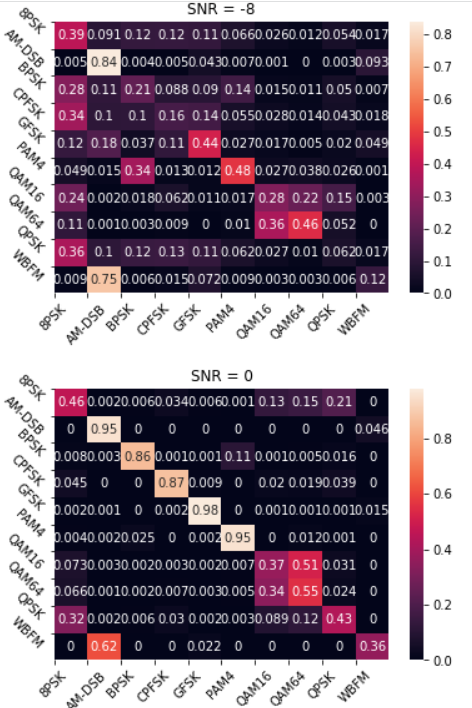 SNR = -8
8PSK 0.39 0.091 0.12 0.12 0.11 0.066 0.026 0.012 0.054 0.017
AM-DSB 0.005 0.84 0.004 0.005 0.043 0.007 0.001 0 0.003 0.093
BPSK 0.28 0.11 0.21 0.088 0.09 0.14 0.015 0.011 0.05 0.007
CPFSK 0.34 0.1 0.1 0.16 0.14 0.055 0.028 0.014 0.043 0.018
GFSK 0.12 0.18 0.037 0.11 0.44 0.027 0.017 0.005 0.02 0.049
PAM4 0.049 0.015 0.34 0.013 0.012 0.48 0.027 0.038 0.026 0.001
QAM16 0.24 0.002 0.018 0.062 0.011 0.017 0.28 0.22 0.15 0.003
QAM64 0.11 0.001 0.003 0.009 0 0.01 0.36 0.46 0.052 0
QPSK 0.36 0.1 0.12 0.13 0.11 0.062 0.027 0.01 0.062 0.017
WBFM 0.009 0.75 0.006 0.015 0.072 0.009 0.003 0.003 0.006 0.12
8PSK AM-DSB BPSK CPFSK GFSK PAM4 QAM16 QAM64 QPSK WBFM
0.8
0.7
0.6
0.5
0.4
0.3
0.2
0.1
0.0
SNR = 0
8PSK 0.46 0.002 0.006 0.034 0.006 0.001 0.13 0.15 0.21 0
AM-DSB 0 0.95 0 0 0 0 0 0 0 0.046
BPSK 0.008 0.003 0.86 0.001 0.001 0.11 0.001 0.005 0.016 0
CPFSK 0.045 0 0 0.87 0.009 0 0.02 0.019 0.039 0
GFSK 0.002 0.001 0 0.002 0.98 0 0.001 0.001 0.001 0.015
PAM4 0.004 0.002 0.025 0 0.002 0.95 0 0.012 0.001 0
QAM16 0.073 0.003 0.002 0.003 0.002 0.007 0.37 0.51 0.031 0
QAM64 0.066 0.001 0.002 0.007 0.003 0.005 0.34 0.55 0.024 0
QPSK 0.32 0.002 0.006 0.03 0.002 0.003 0.089 0.12 0.43 0
WBFM 0 0.62 0 0 0.022 0 0 0 0 0.36
8PSK AM-DSB BPSK CPFSK GFSK PAM4 QAM16 QAM64 QPSK WBFM
0.8
0.6
0.4
0.2
0.0